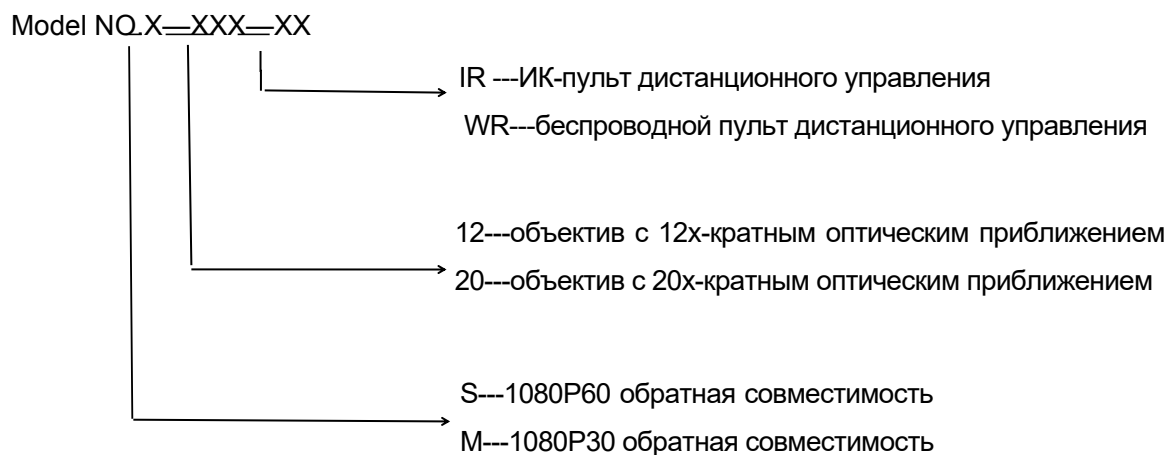 Model NO.X—XXX—XX
IR ---ИК-пульт дистанционного управления
WR---беспроводной пульт дистанционного управления
12---объектив с 12х-кратным оптическим приближением
20---объектив с 20х-кратным оптическим приближением
S---1080P60 обратная совместимость
M---1080P30 обратная совместимость